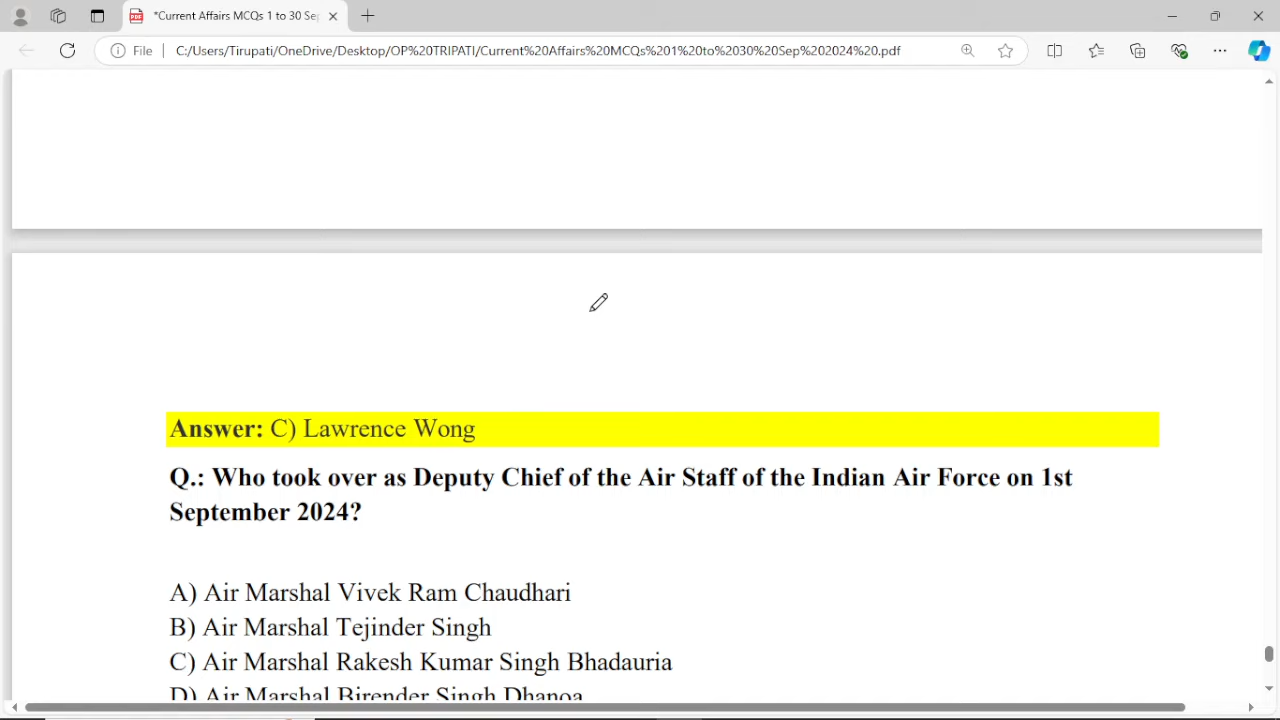 *Current Affairs MCQs 1 to 30 Sep
File
C:/Users/Tirupati/OneDrive/Desktop/OP%20TRIPATI/Current%20Affairs%20MCQs%201%20to%2030%20Sep%202024%20.pdf
Answer: C) Lawrence Wong
Q.: Who took over as Deputy Chief of the Air Staff of the Indian Air Force on 1st
September 2024?
A) Air Marshal Vivek Ram Chaudhari
B) Air Marshal Tejinder Singh
C) Air Marshal Rakesh Kumar Singh Bhadauria
D) Air Marshal Birender Singh Dhanoa